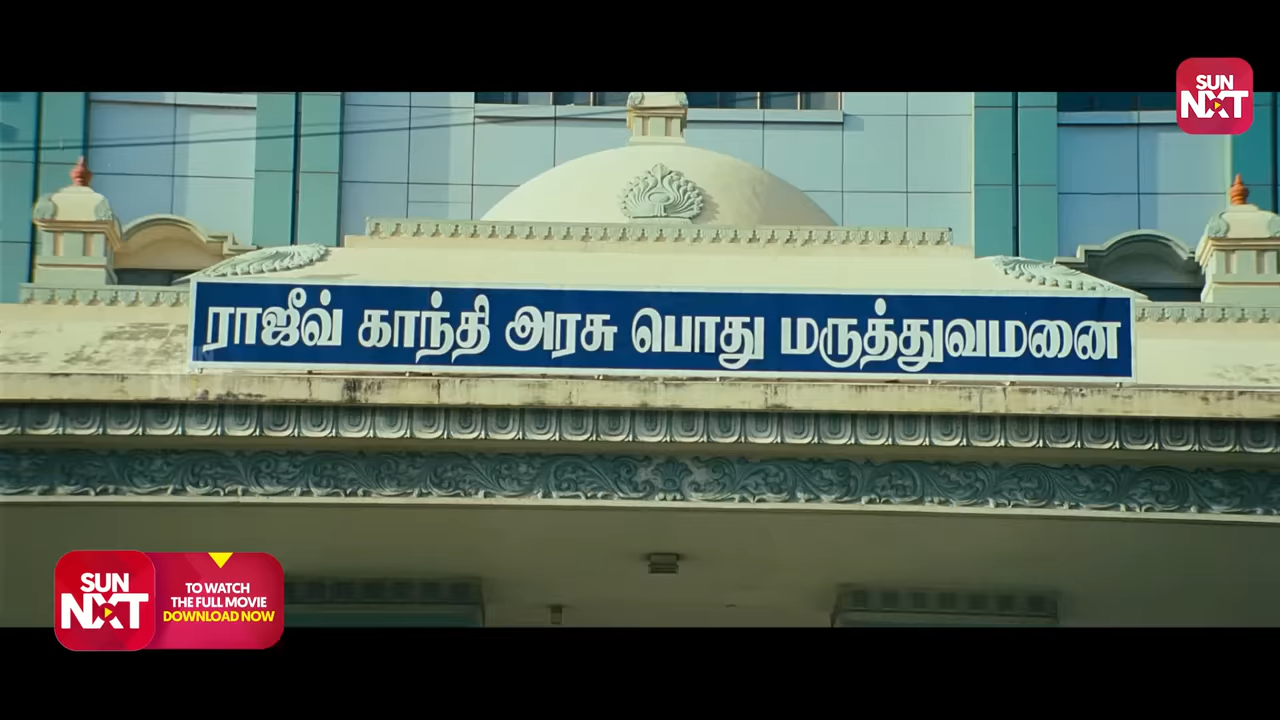 SUN
NXT
ராஜீவ் காந்தி அரசு பொது மருத்துவமனை
SUN
NXT
TO WATCH
THE FULL MOVIE
DOWNLOAD NOW